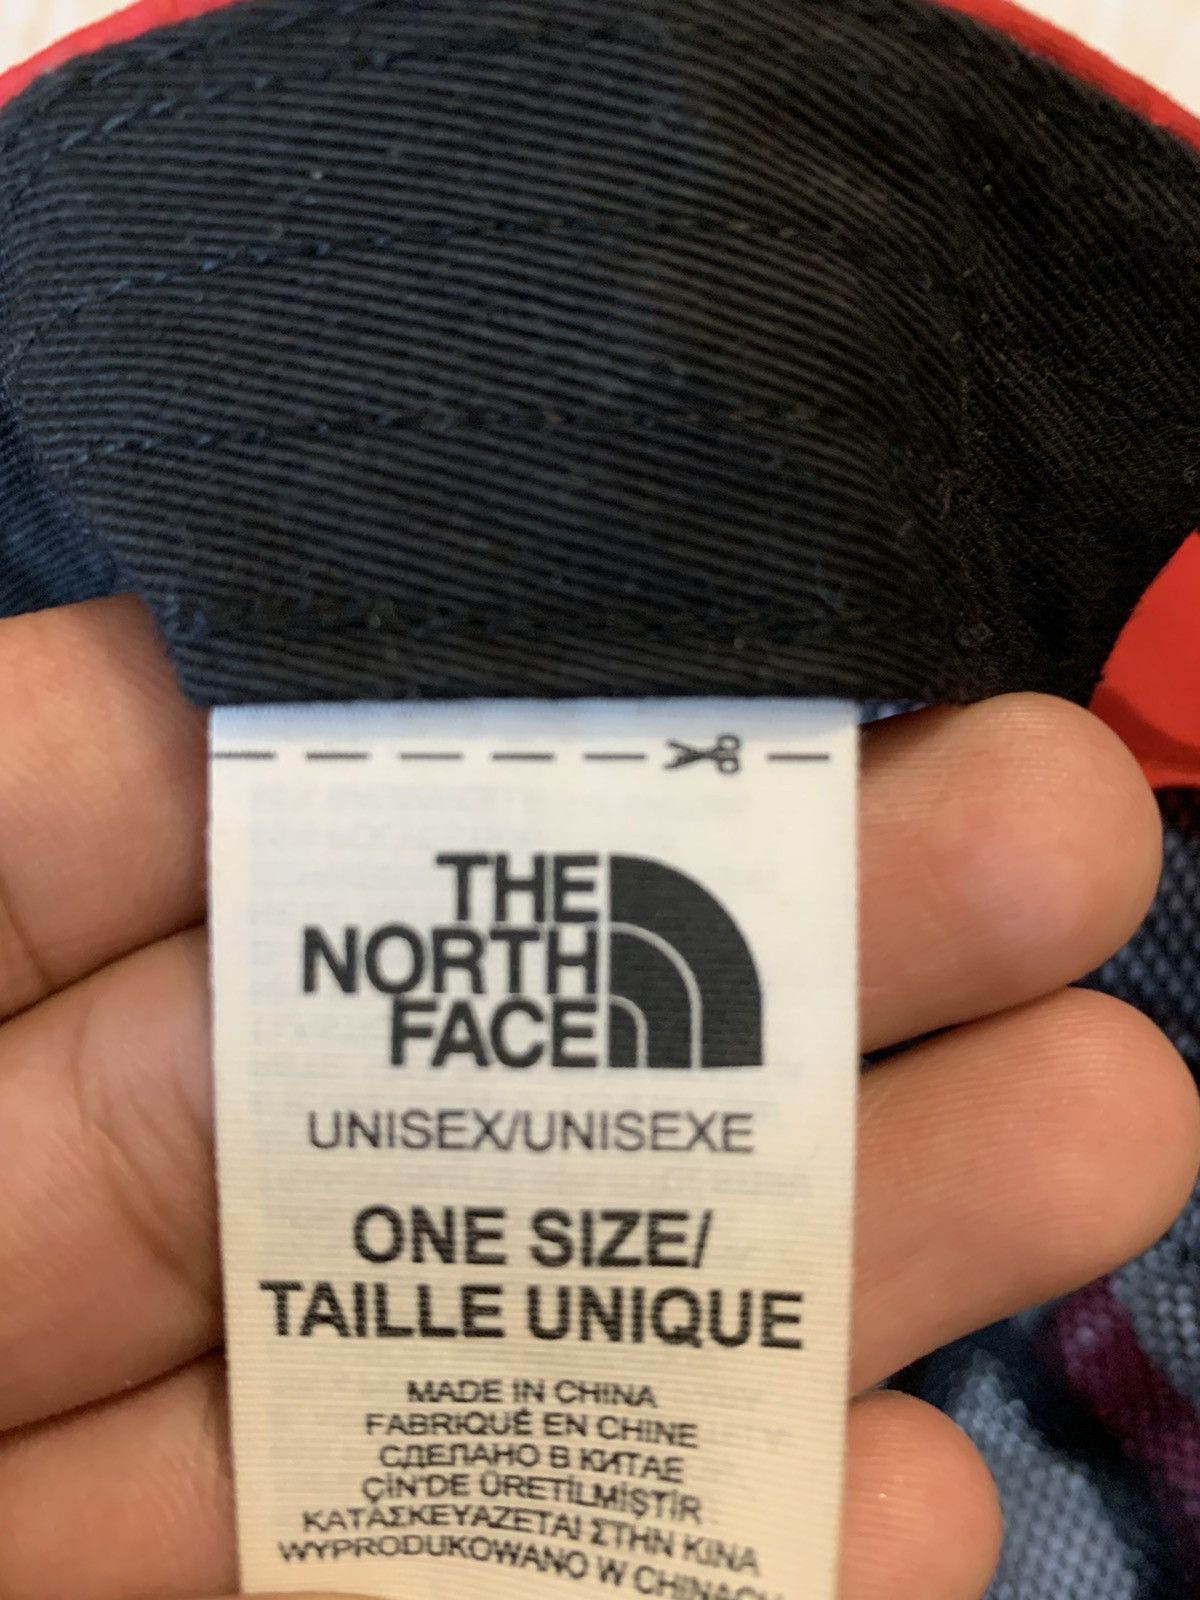 THE
NORTH
FACE
UNISEX/UNISEXE
ONE SIZE/
TAILLE UNIQUE
MADE IN CHINA
FABRIQUÉ EN CHINE
СДЕЛАНО В КИТАЕ
ÇİN'DE ÜRETİLMİŞTİR
ΚΑΤΑΣΚΕΥΑΖΕΤΑΙ ΣΤΗΝ ΚΙΝΑ
WYPRODUKOWANO W CHINACH